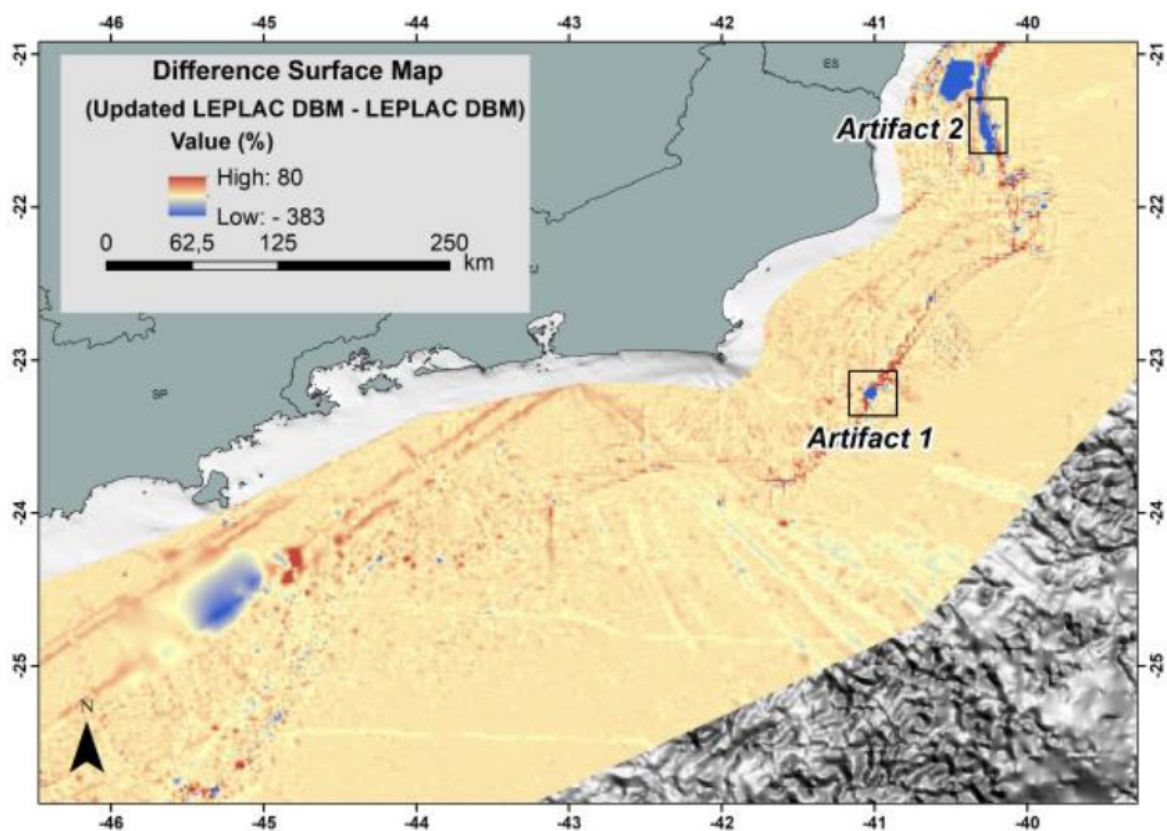 -46 -45 -44 -43 -42 -41 -40
-21 -21
Difference Surface Map
(Updated LEPLAC DBM - LEPLAC DBM)
Value (%)
High: 80
Low: - 383
0 62,5 125 250
km
ES
Artifact 2
-22 -22
-23 -23
SP
Artifact 1
-24 -24
-25 -25
N
-46 -45 -44 -43 -42 -41 -40